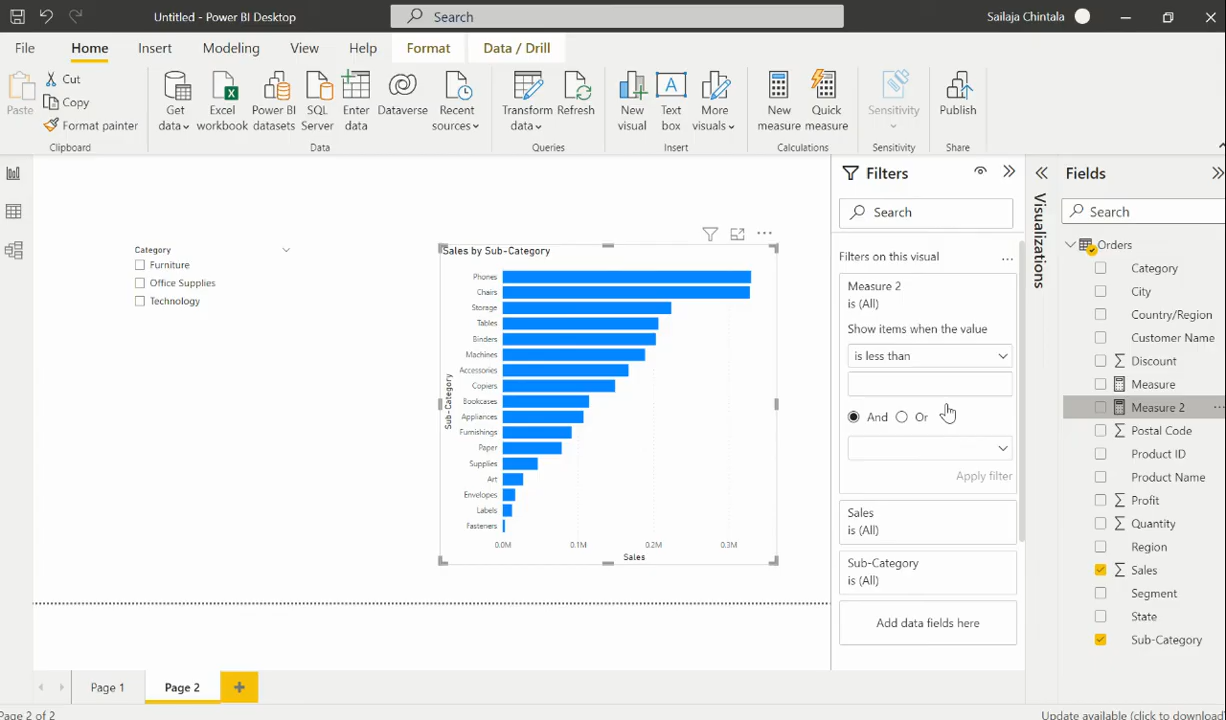 Untitled - Power BI Desktop
Search
Sailaja Chintala
File
Home
Insert
Modeling
View
Help
Format
Data / Drill
Paste
Cut
Copy
Format painter
Clipboard
Get data
Excel workbook
Power BI datasets
SQL Server
Enter data
Dataverse
Recent sources
Data
Transform data
Refresh
Queries
New visual
Text box
More visuals
Insert
New measure
Quick measure
Calculations
Sensitivity
Sensitivity
Publish
Share
Category
Furniture
Office Supplies
Technology
Sales by Sub-Category
Sub-Category
Phones
Chairs
Storage
Tables
Binders
Machines
Accessories
Copiers
Bookcases
Appliances
Furnishings
Paper
Supplies
Art
Envelopes
Labels
Fasteners
0.0M 0.1M 0.2M 0.3M
Sales
Filters
Search
Filters on this visual
Measure 2
is (All)
Show items when the value
is less than
And Or
Apply filter
Sales
is (All)
Sub-Category
is (All)
Add data fields here
Visualizations
Fields
Search
Orders
Category
City
Country/Region
Customer Name
Discount
Measure
Measure 2
Postal Code
Product ID
Product Name
Profit
Quantity
Region
Sales
Segment
State
Sub-Category
Page 1
Page 2
Page 2 of 2
Update available (click to download